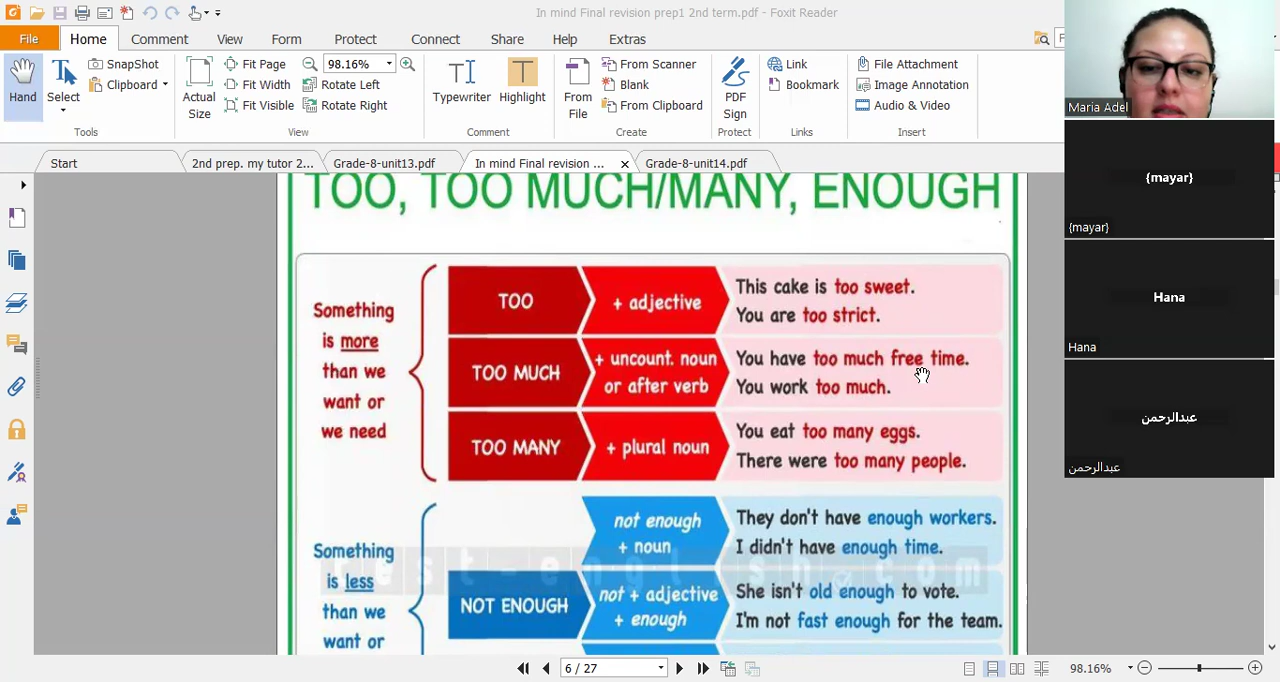 In mind Final revision prep1 2nd term.pdf - Foxit Reader
File
Home
Comment
View
Form
Protect
Connect
Share
Help
Extras
Hand
Select
SnapShot
Clipboard
Actual
Size
Fit Page
Fit Width
Fit Visible
98.16%
Rotate Left
Rotate Right
Typewriter
Highlight
From
File
From Scanner
Blank
From Clipboard
PDF
Sign
Link
Bookmark
File Attachment
Image Annotation
Audio & Video
Tools
View
Comment
Create
Protect
Links
Insert
Start
2nd prep. my tutor 2...
Grade-8-unit13.pdf
In mind Final revision ...
Grade-8-unit14.pdf
TOO, TOO MUCH/MANY, ENOUGH
Something
is more
than we
want or
we need
TOO
+ adjective
This cake is too sweet.
You are too strict.
TOO MUCH
+ uncount. noun
or after verb
You have too much free time.
You work too much.
TOO MANY
+ plural noun
You eat too many eggs.
There were too many people.
Something
is less
than we
want or
NOT ENOUGH
not enough
+ noun
They don't have enough workers.
I didn't have enough time.
not + adjective
+ enough
She isn't old enough to vote.
I'm not fast enough for the team.
6 / 27
98.16%
Maria Adel
{mayar}
{mayar}
Hana
Hana
عبدالرحمن
عبدالرحمن